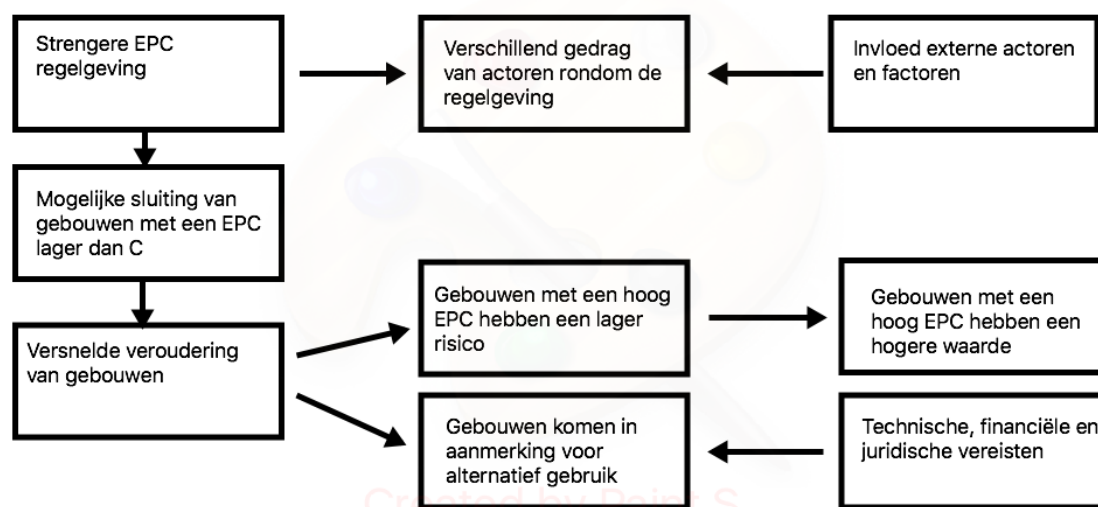 Strengere EPC
regelgeving
Verschillend gedrag
van actoren rondom de
regelgeving
Invloed externe actoren
en factoren
Mogelijke sluiting van
gebouwen met een EPC
lager dan C
Gebouwen met een hoog
EPC hebben een lager
risico
Gebouwen met een
hoog EPC hebben een
hogere waarde
Versnelde veroudering
van gebouwen
Gebouwen komen in
aanmerking voor
alternatief gebruik
Technische, financiële en
juridische vereisten
Created by Paint S